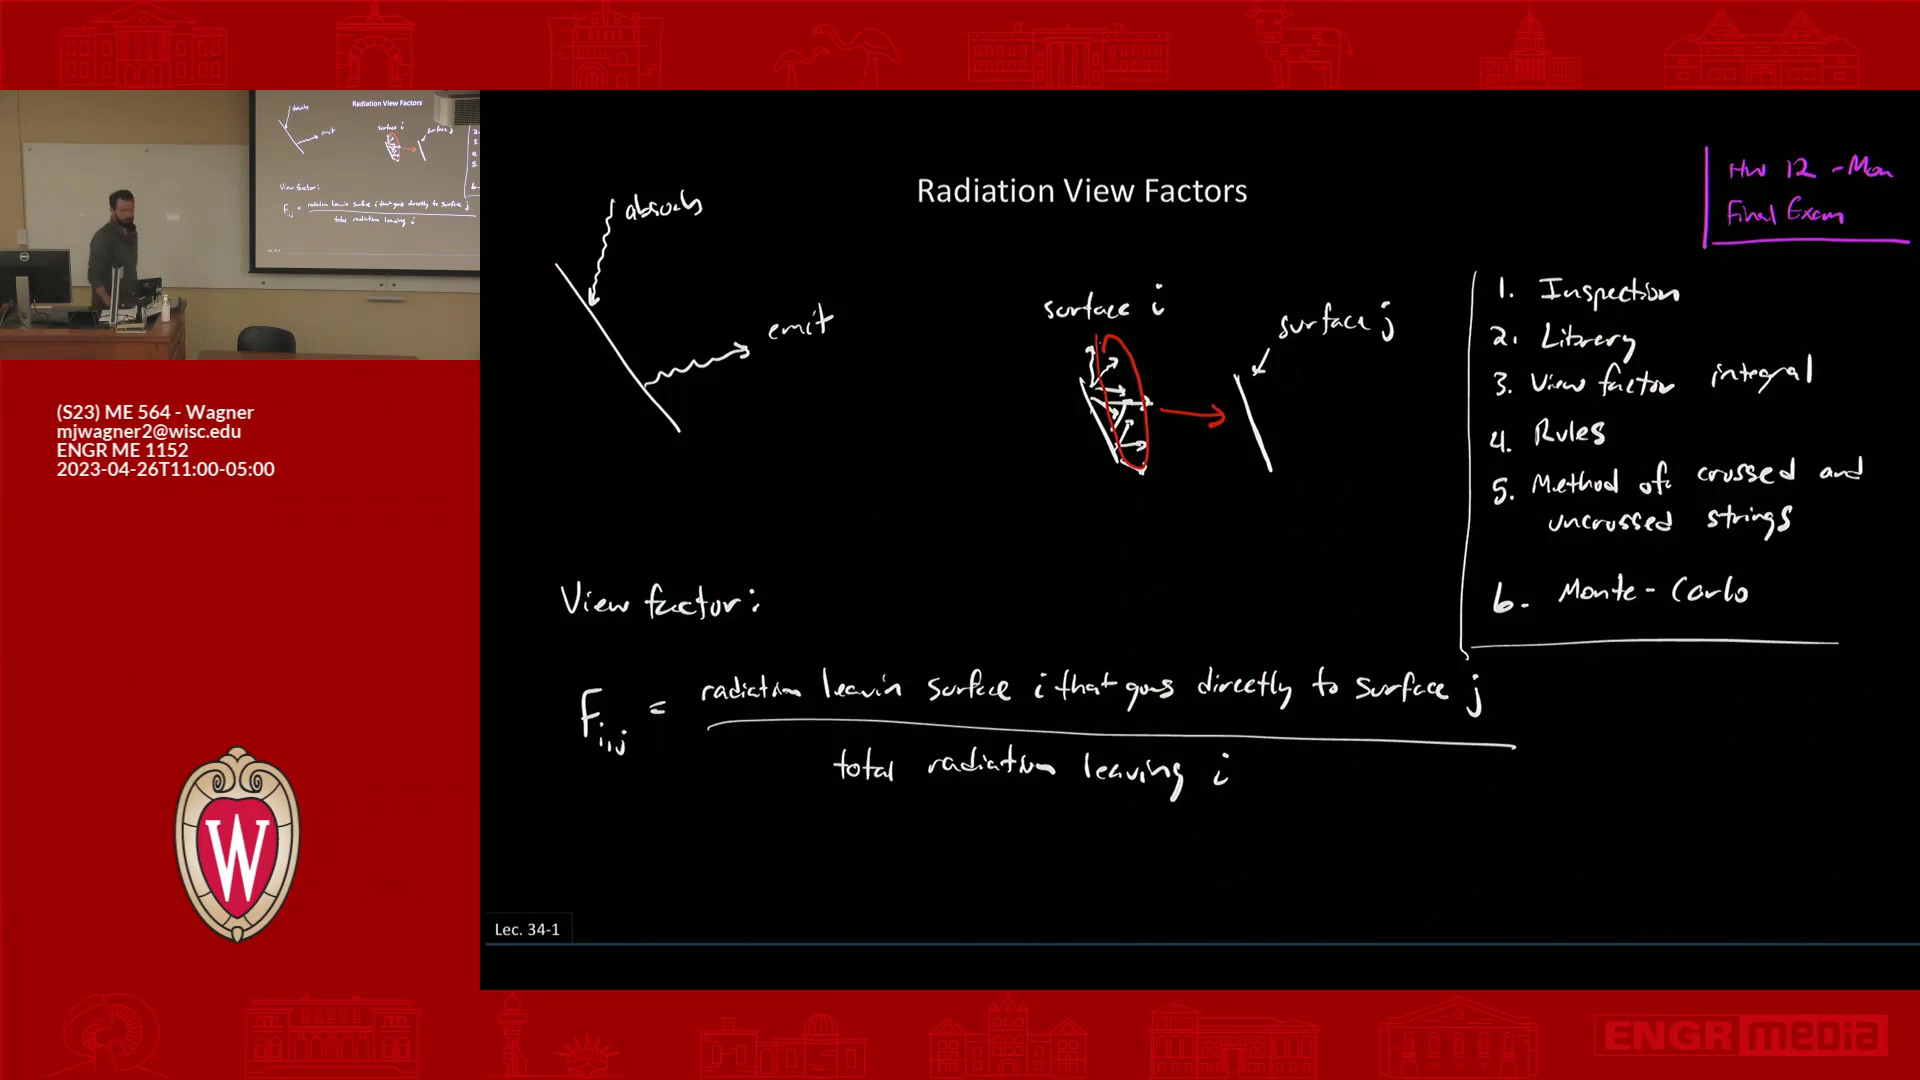 Radiation View Factors
HW 12 - Mon
Final Exam
absorb
emit
surface i
surface j
1. Inspection
2. Library
3. View factor integral
4. Rules
5. Method of crossed and
uncrossed strings
6. Monte-Carlo
View factor:
Fi,j = radiation leavin surface i that goes directly to surface j
total radiation leaving i
Lec. 34-1
(S23) ME 564 - Wagner
mjwagner2@wisc.edu
ENGR ME 1152
2023-04-26T11:00-05:00
W
ENGR media